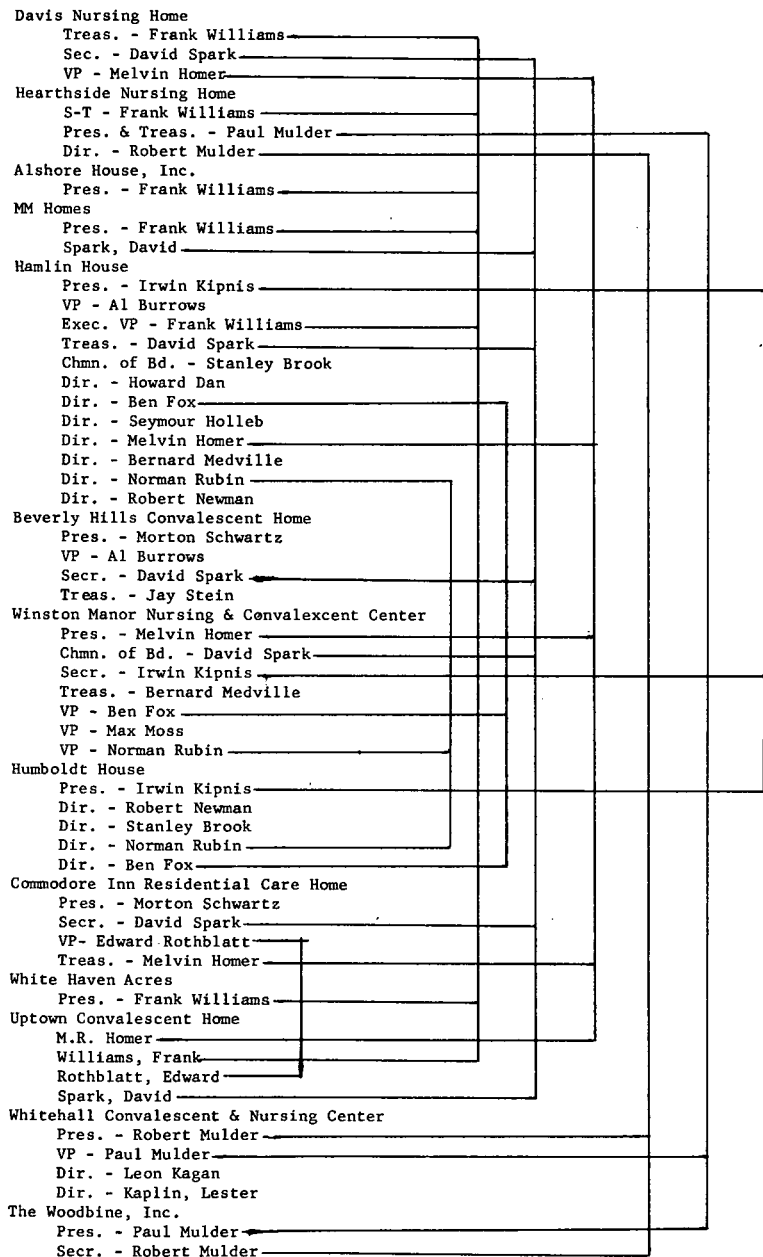 Davis Nursing Home
Treas. - Frank Williams
Sec. - David Spark
VP - Melvin Homer
Hearthside Nursing Home
S-T - Frank Williams
Pres. & Treas. - Paul Mulder
Dir. - Robert Mulder
Alshore House, Inc.
Pres. - Frank Williams
MM Homes
Pres. - Frank Williams
Spark, David
Hamlin House
Pres. - Irwin Kipnis
VP - Al Burrows
Exec. VP - Frank Williams
Treas. - David Spark
Chmn. of Bd. - Stanley Brook
Dir. - Howard Dan
Dir. - Ben Fox
Dir. - Seymour Holleb
Dir. - Melvin Homer
Dir. - Bernard Medville
Dir. - Norman Rubin
Dir. - Robert Newman
Beverly Hills Convalescent Home
Pres. - Morton Schwartz
VP - Al Burrows
Secr. - David Spark
Treas. - Jay Stein
Winston Manor Nursing & Convalexcent Center
Pres. - Melvin Homer
Chmn. of Bd. - David Spark
Secr. - Irwin Kipnis
Treas. - Bernard Medville
VP - Ben Fox
VP - Max Moss
VP - Norman Rubin
Humboldt House
Pres. - Irwin Kipnis
Dir. - Robert Newman
Dir. - Stanley Brook
Dir. - Norman Rubin
Dir. - Ben Fox
Commodore Inn Residential Care Home
Pres. - Morton Schwartz
Secr. - David Spark
VP- Edward Rothblatt
Treas. - Melvin Homer
White Haven Acres
Pres. - Frank Williams
Uptown Convalescent Home
M.R. Homer
Williams, Frank
Rothblatt, Edward
Spark, David
Whitehall Convalescent & Nursing Center
Pres. - Robert Mulder
VP - Paul Mulder
Dir. - Leon Kagan
Dir. - Kaplin, Lester
The Woodbine, Inc.
Pres. - Paul Mulder
Secr. - Robert Mulder